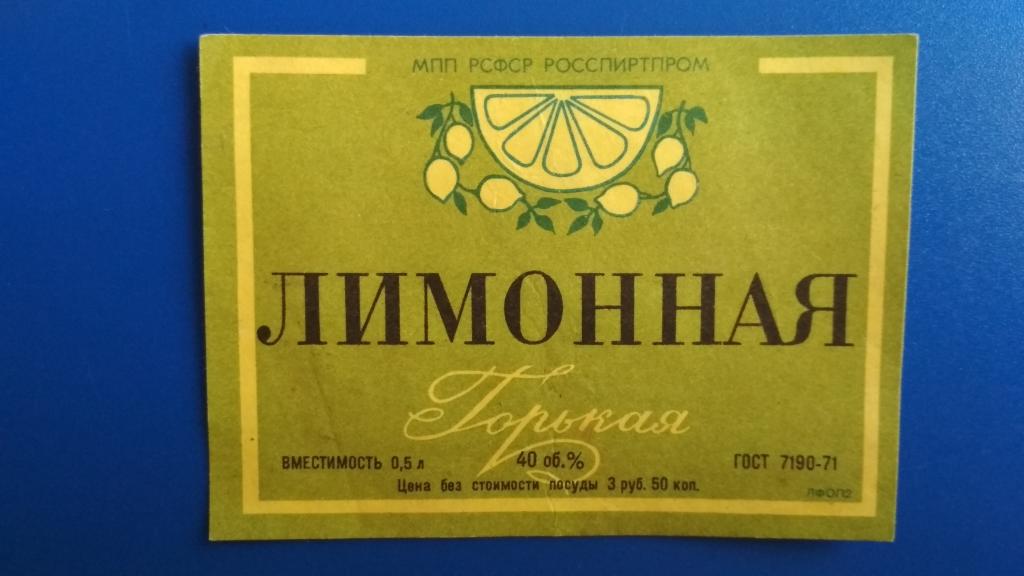 МПП РСФСР РОССПИРТПРОМ
ЛИМОННАЯ
Горькая
ВМЕСТИМОСТЬ 0,5 л 40 об.% ГОСТ 7190-71
Цена без стоимости посуды 3 руб. 50 коп.
ЛФОП2